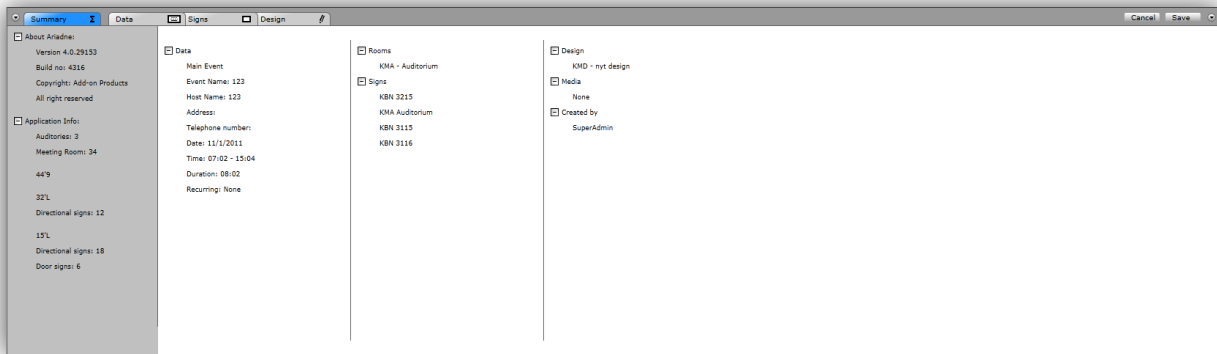 Summary Σ
Data
Signs
Design
Cancel
Save
About Ariadne:
Version 4.0.29153
Build no: 4316
Copyright: Add-on Products
All right reserved
Application Info:
Auditories: 3
Meeting Room: 34
44'9
32'L
Directional signs: 12
15'L
Directional signs: 18
Door signs: 6
Data
Main Event
Event Name: 123
Host Name: 123
Address:
Telephone number:
Date: 11/1/2011
Time: 07:02 - 15:04
Duration: 08:02
Recurring: None
Rooms
KMA - Auditorium
Signs
KBN 3215
KMA Auditorium
KBN 3115
KBN 3116
Design
KMD - nyt design
Media
None
Created by
SuperAdmin